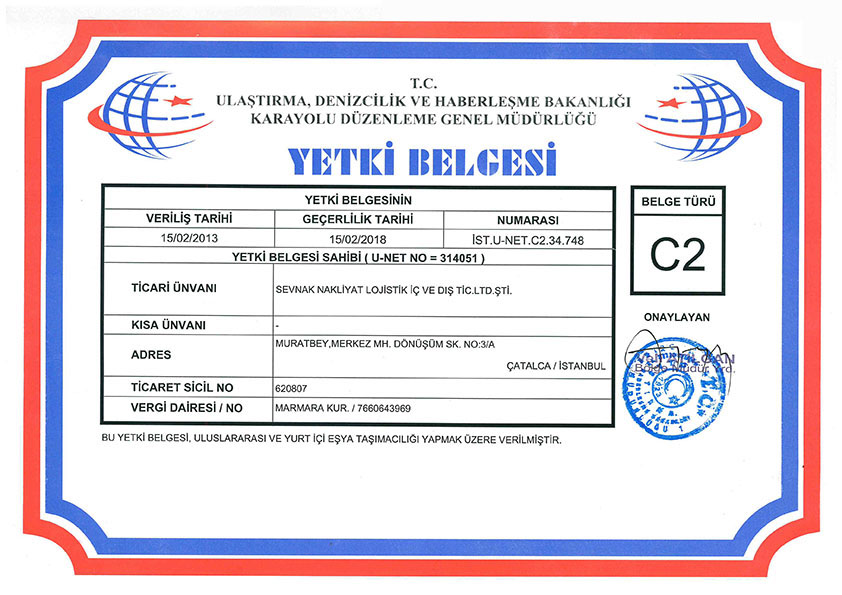 T.C.
ULAŞTIRMA, DENİZCİLİK VE HABERLEŞME BAKANLIĞI
KARAYOLU DÜZENLEME GENEL MÜDÜRLÜĞÜ
YETKİ BELGESİ
YETKİ BELGESİNİN
VERİLİŞ TARİHİ GEÇERLİLİK TARİHİ NUMARASI
15/02/2013 15/02/2018 İST.U-NET.C2.34.748
YETKİ BELGESİ SAHİBİ ( U-NET NO = 314051 )
TİCARİ ÜNVANI SEVNAK NAKLİYAT LOJİSTİK İÇ VE DIŞ TİC.LTD.ŞTİ.
KISA ÜNVANI -
ADRES MURATBEY,MERKEZ MH. DÖNÜŞÜM SK. NO:3/A
ÇATALCA / İSTANBUL
TİCARET SİCİL NO 620807
VERGİ DAİRESİ / NO MARMARA KUR. / 7660643969
BU YETKİ BELGESİ, ULUSLARARASI VE YURT İÇİ EŞYA TAŞIMACILIĞI YAPMAK ÜZERE VERİLMİŞTİR.
BELGE TÜRÜ
C2
ONAYLAYAN
Bölge Müdür Yrd.
T.C.